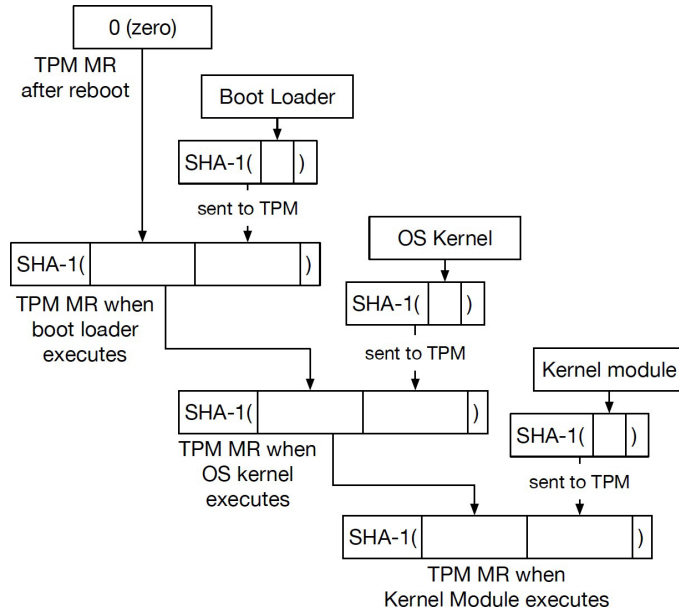 0 (zero)
TPM MR
after reboot
Boot Loader
SHA-1( )
sent to TPM
SHA-1( )
TPM MR when
boot loader
executes
OS Kernel
SHA-1( )
sent to TPM
SHA-1( )
TPM MR when
OS kernel
executes
Kernel module
SHA-1( )
sent to TPM
SHA-1( )
TPM MR when
Kernel Module executes